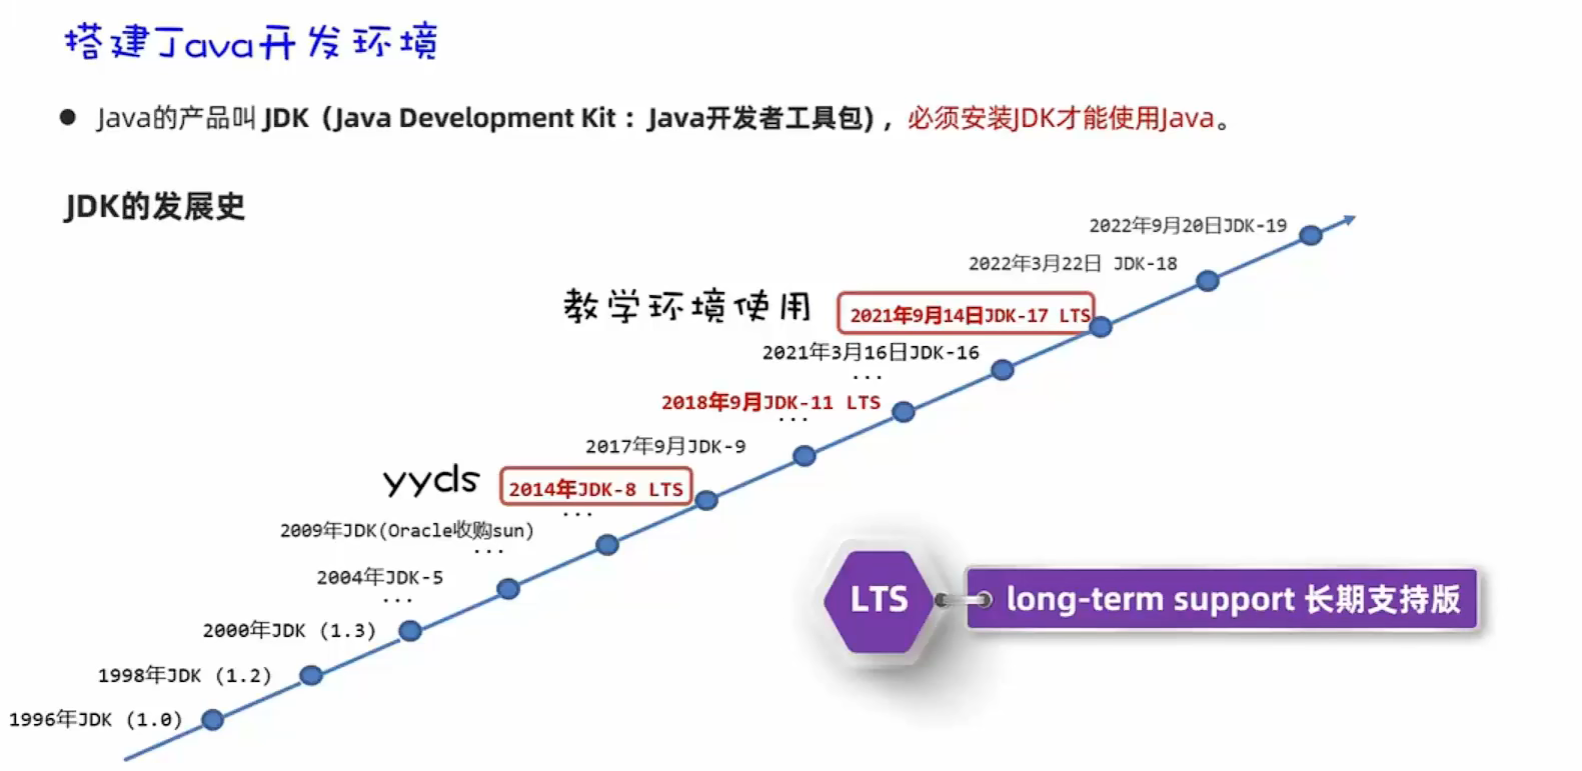 搭建Java开发环境
● Java的产品叫 JDK（Java Development Kit： Java开发者工具包)，必须安装JDK才能使用Java。
JDK的发展史
2022年9月20日JDK-19
2022年3月22日 JDK-18
教学环境使用 2021年9月14日JDK-17 LTS
2021年3月16日JDK-16
...
2018年9月JDK-11 LTS
...
2017年9月JDK-9
yyds 2014年JDK-8 LTS
...
2009年JDK(Oracle收购sun)
...
2004年JDK-5
...
2000年JDK (1.3)
1998年JDK (1.2)
1996年JDK (1.0)
LTS long-term support 长期支持版